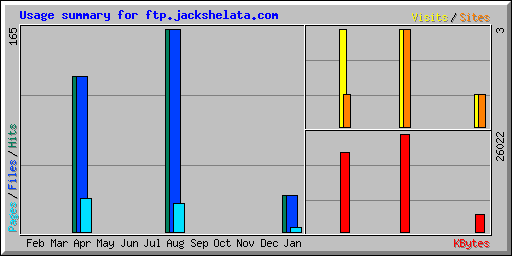 Usage summary for ftp.jackshelata.com
Visits / Sites
165
3
Pages / Files / Hits
26022
Feb Mar Apr May Jun Jul Aug Sep Oct Nov Dec Jan
KBytes